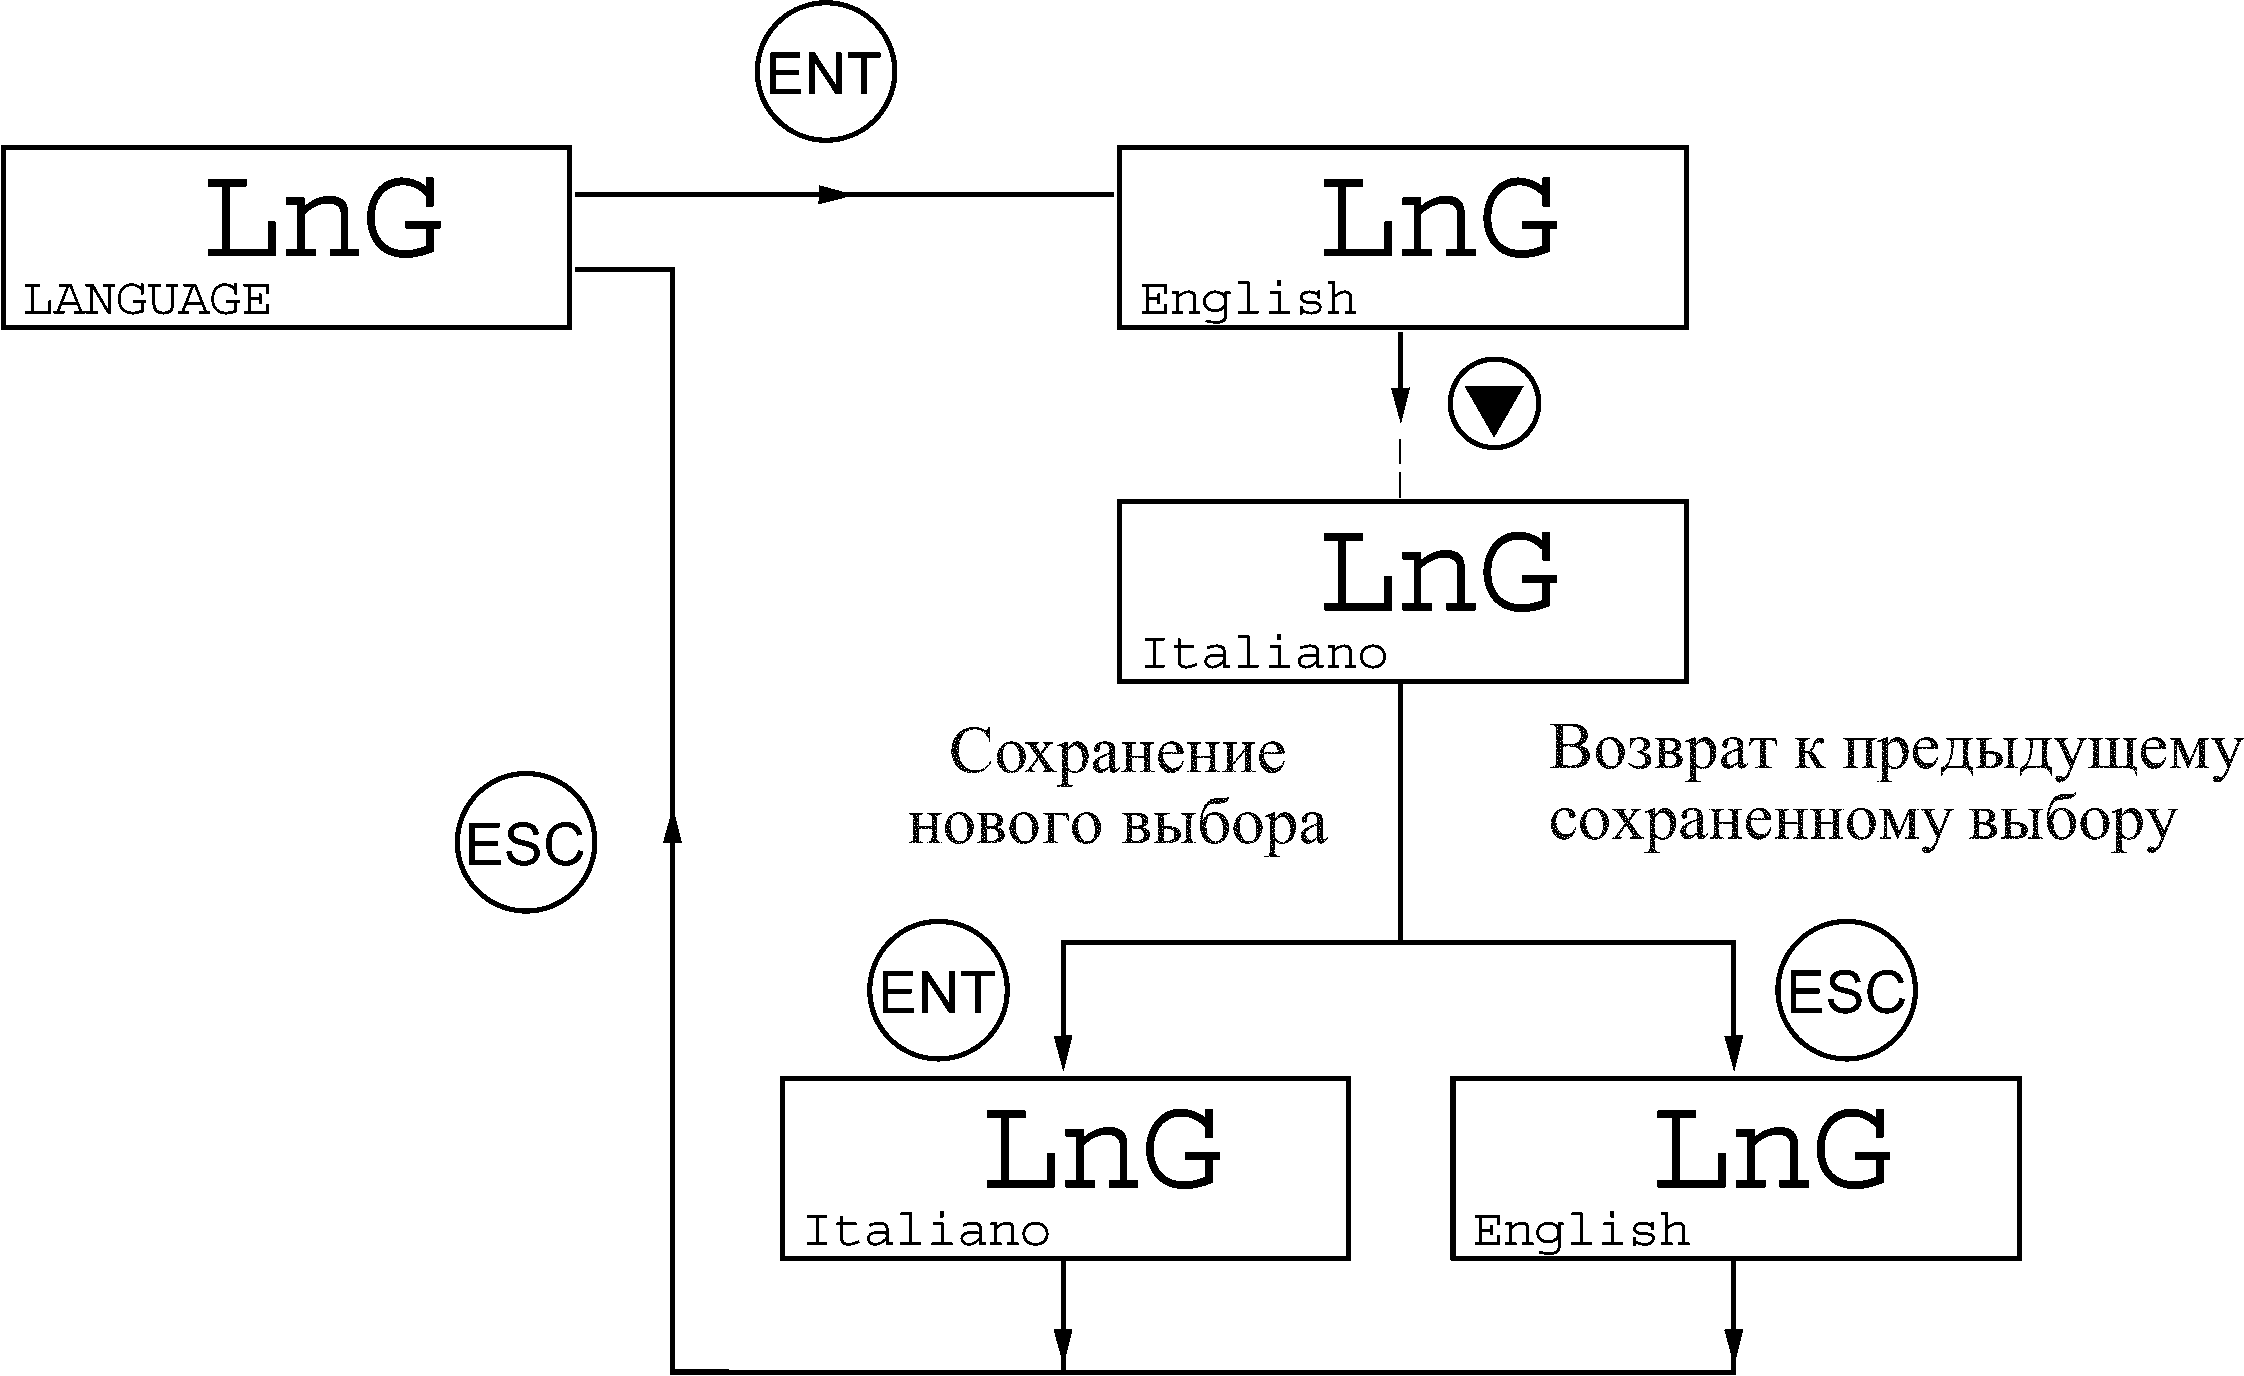 ENT
LnG
LANGUAGE
LnG
English
LnG
Italiano
Сохранение
нового выбора
Возврат к предыдущему
сохраненному выбору
ESC
ENT
ESC
LnG
Italiano
LnG
English